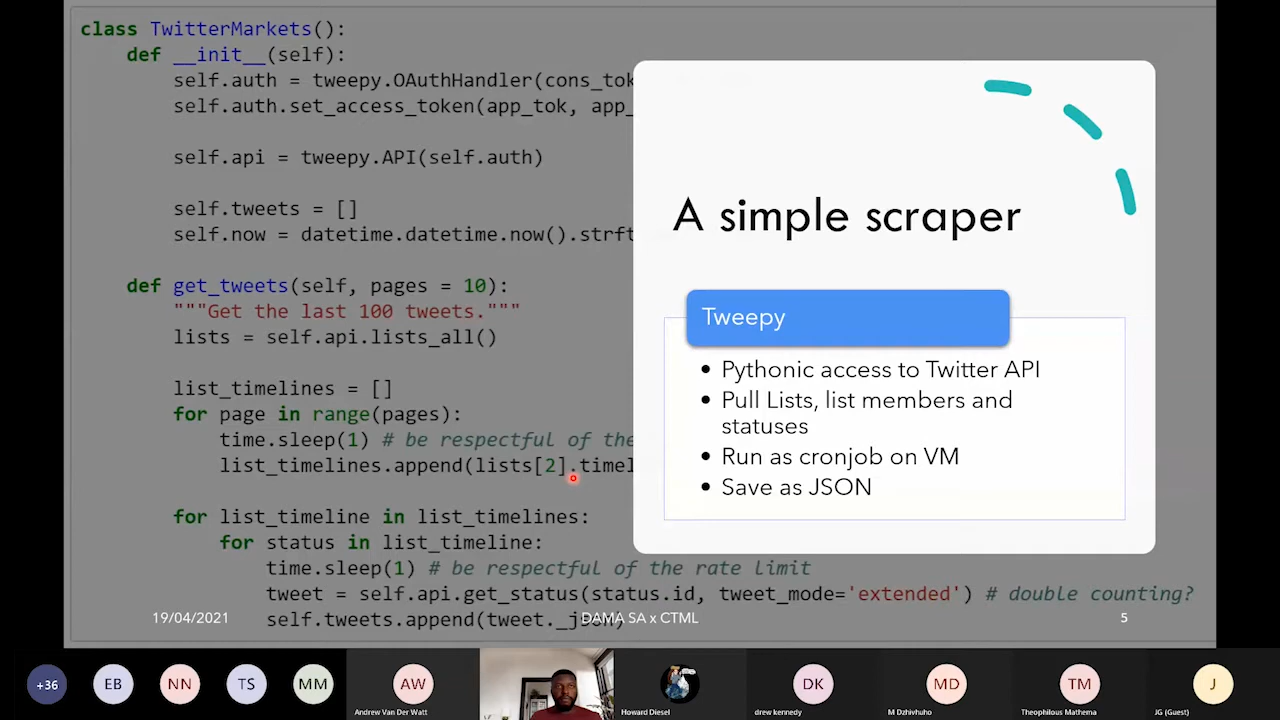 class TwitterMarkets():
def __init__(self):
self.auth = tweepy.OAuthHandler(cons_tok
self.auth.set_access_token(app_tok, app_
self.api = tweepy.API(self.auth)
self.tweets = []
self.now = datetime.datetime.now().strft
def get_tweets(self, pages = 10):
"""Get the last 100 tweets."""
lists = self.api.lists_all()
list_timelines = []
for page in range(pages):
time.sleep(1) # be respectful of the
list_timelines.append(lists[2].timel
for list_timeline in list_timelines:
for status in list_timeline:
time.sleep(1) # be respectful of the rate limit
tweet = self.api.get_status(status.id, tweet_mode='extended') # double counting?
self.tweets.append(tweet._json)
A simple scraper
Tweepy
• Pythonic access to Twitter API
• Pull Lists, list members and
statuses
• Run as cronjob on VM
• Save as JSON
19/04/2021
DAMA SA x CTML
5
+36
EB
NN
TS
MM
AW
Andrew Van Der Watt
Howard Diesel
DK
drew kennedy
MD
M Dzhivhuho
TM
Theophilous Mathema
J
JG (Guest)